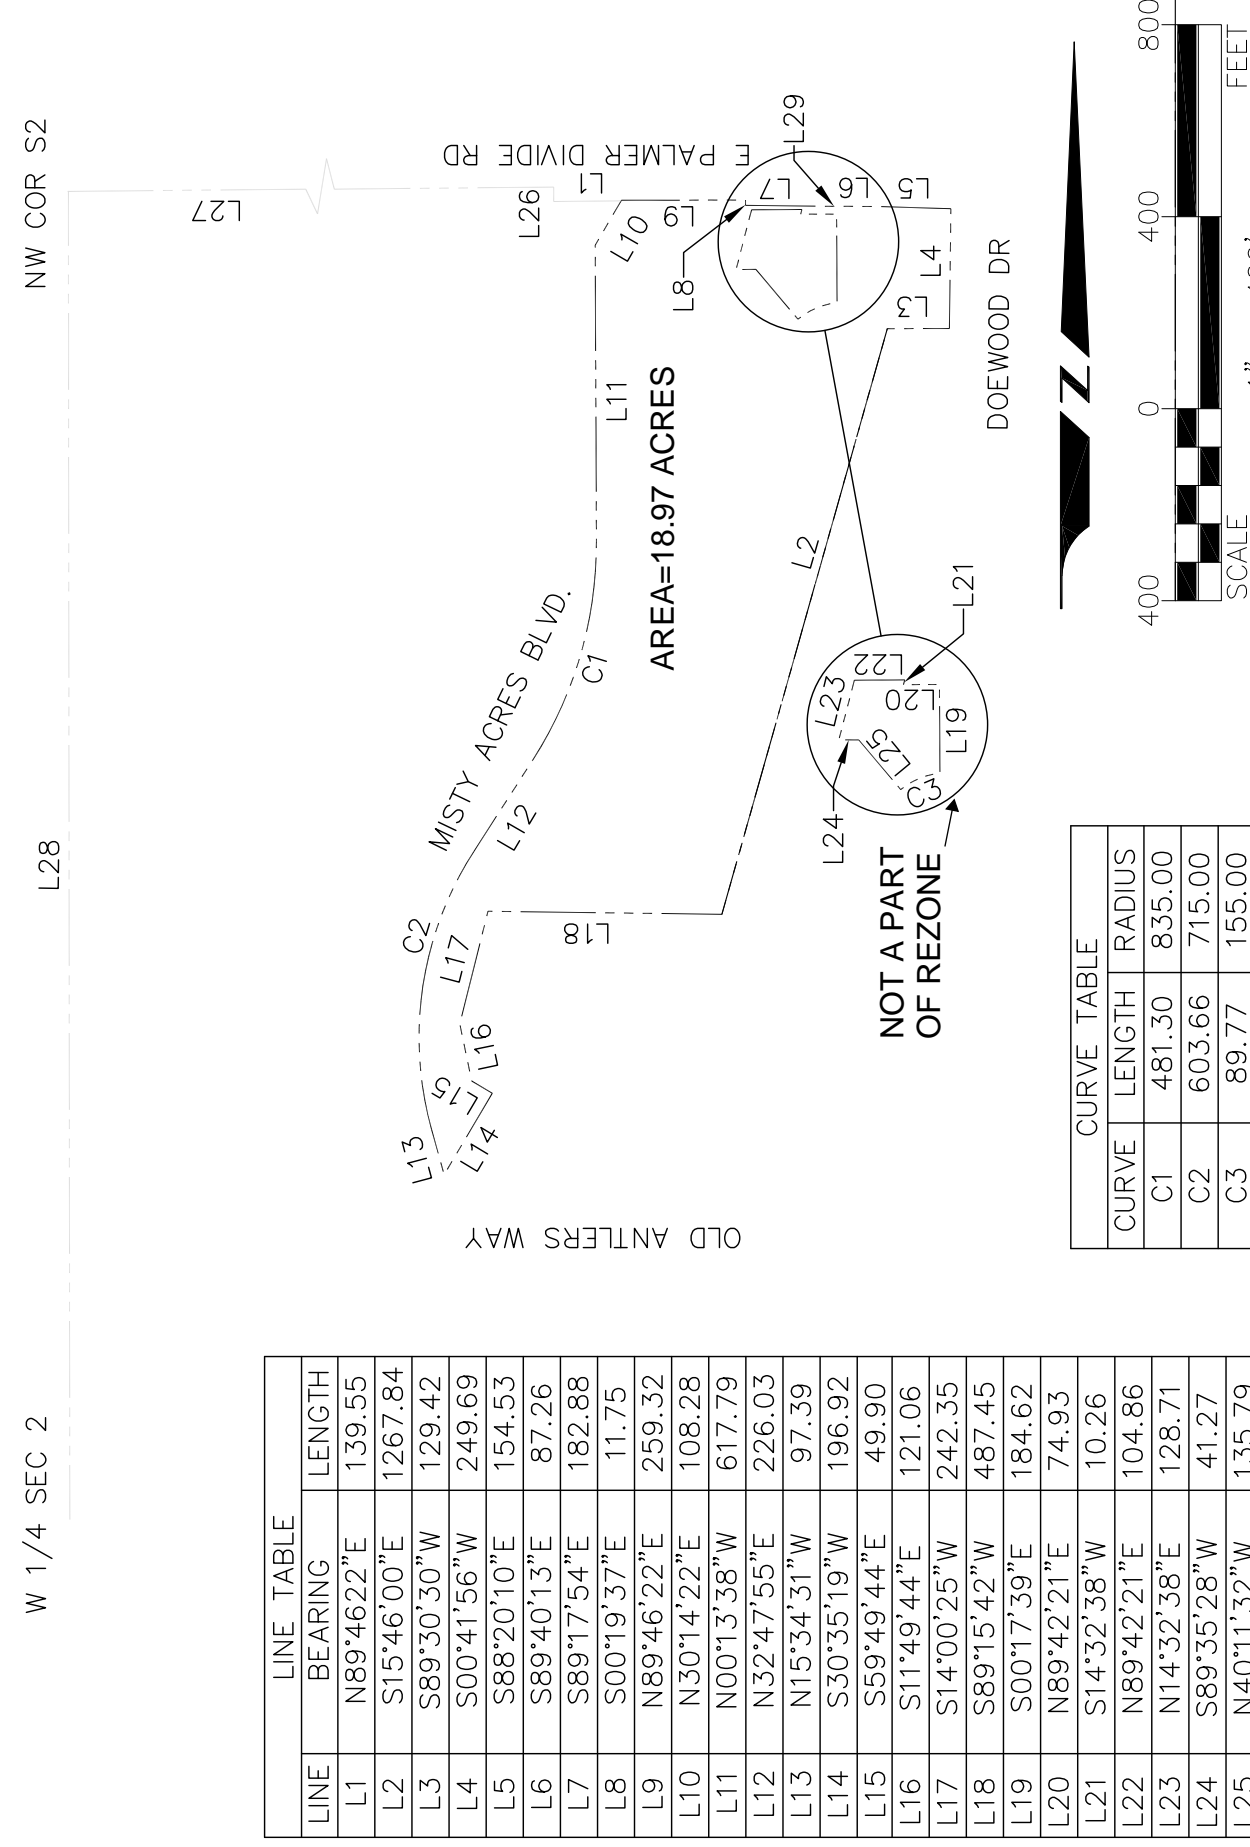 NW COR S2
W 1/4 SEC 2
L28
L27
L26
L1
E PALMER DIVIDE RD
L29
L7
L6
L5
L8
L9
L10
L4
L3
DOEWOOD DR
L11
AREA=18.97 ACRES
L2
MISTY ACRES BLVD.
C1
L12
C2
L17
L18
L16
L15
L13
L14
OLD ANTLERS WAY
L21
L22
L20
L23
L19
L25
C3
L24
NOT A PART
OF REZONE
N
400 0 400 800
SCALE FEET
LINE TABLE
LINE BEARING LENGTH
L1 N89°46'22"E 139.55
L2 S15°46'00"E 1267.84
L3 S89°30'30"W 129.42
L4 S00°41'56"W 249.69
L5 S88°20'10"E 154.53
L6 S89°40'13"E 87.26
L7 S89°17'54"E 182.88
L8 S00°19'37"E 11.75
L9 N89°46'22"E 259.32
L10 N30°14'22"E 108.28
L11 N00°13'38"W 617.79
L12 N32°47'55"E 226.03
L13 N15°34'31"W 97.39
L14 S30°35'19"W 196.92
L15 S59°49'44"E 49.90
L16 S11°49'44"E 121.06
L17 S14°00'25"W 242.35
L18 S89°15'42"W 487.45
L19 S00°17'39"E 184.62
L20 N89°42'21"E 74.93
L21 S14°32'38"W 10.26
L22 N89°42'21"E 104.86
L23 N14°32'38"E 128.71
L24 S89°35'28"W 41.27
L25 N40°11'32"W 135.79
CURVE TABLE
CURVE LENGTH RADIUS
C1 481.30 835.00
C2 603.66 715.00
C3 89.77 155.00